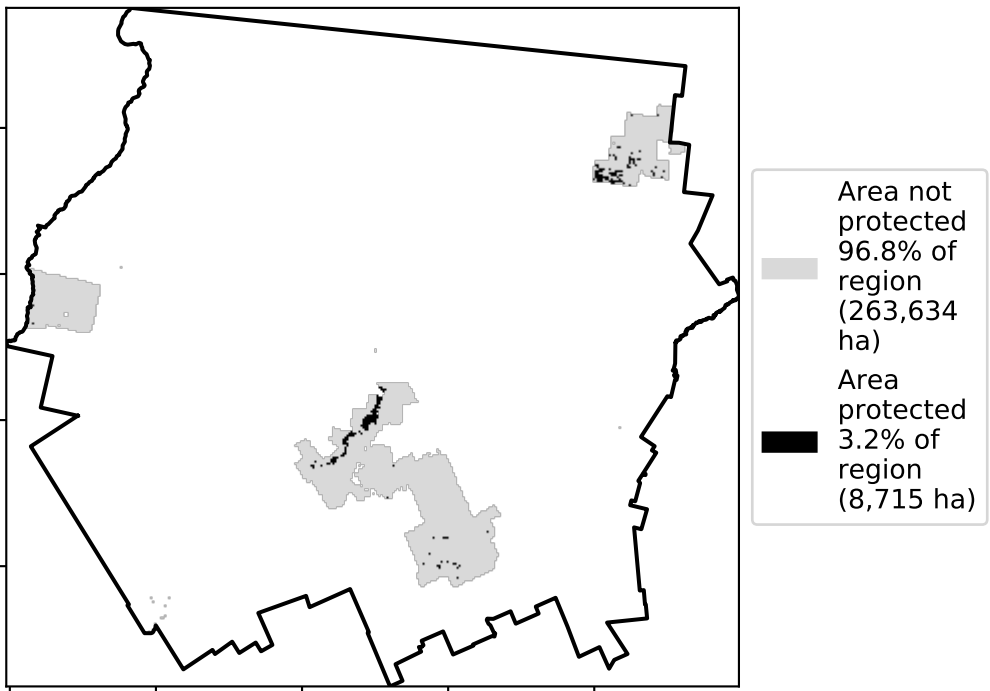 Area not
protected
96.8% of
region
(263,634
ha)
Area
protected
3.2% of
region
(8,715 ha)